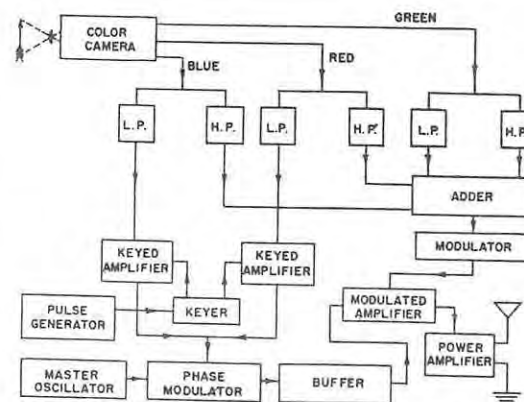 GREEN
COLOR
CAMERA
BLUE
RED
L.P.
H.P.
L.P.
H.P.
L.P.
H.P.
ADDER
MODULATOR
KEYED
AMPLIFIER
KEYED
AMPLIFIER
PULSE
GENERATOR
KEYER
MODULATED
AMPLIFIER
POWER
AMPLIFIER
MASTER
OSCILLATOR
PHASE
MODULATOR
BUFFER